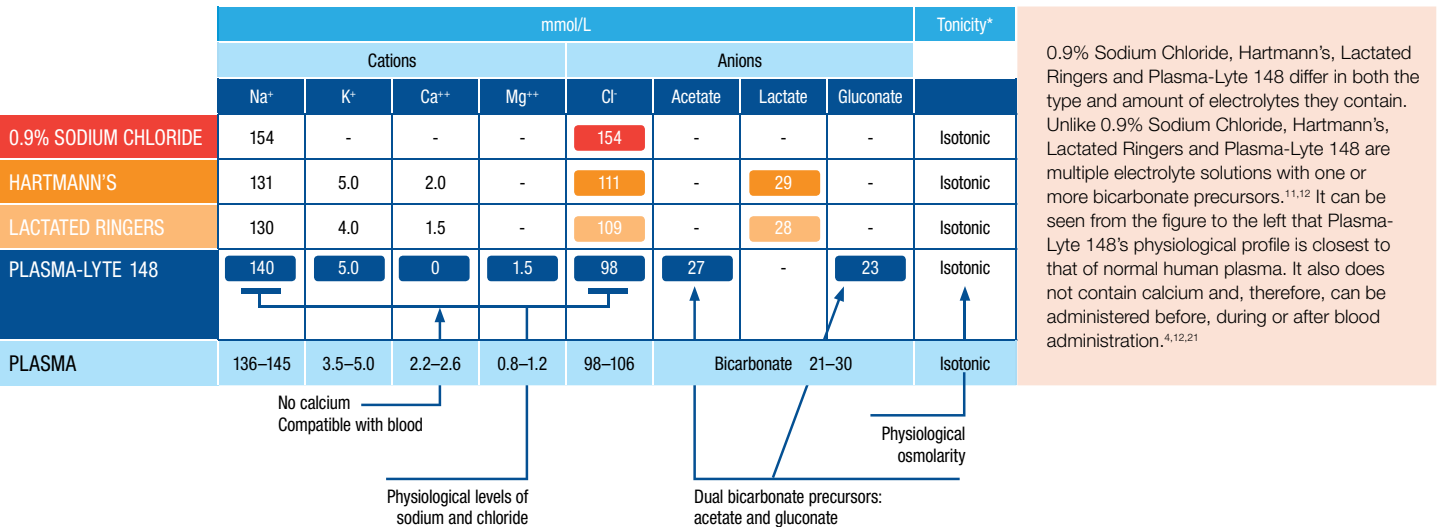 mmol/L Tonicity*
Cations Anions
Na⁺ K⁺ Ca⁺⁺ Mg⁺⁺ Cl⁻ Acetate Lactate Gluconate
0.9% SODIUM CHLORIDE 154 - - - 154 - - - Isotonic
HARTMANN'S 131 5.0 2.0 - 111 - 29 - Isotonic
LACTATED RINGERS 130 4.0 1.5 - 109 - 28 - Isotonic
PLASMA-LYTE 148 140 5.0 0 1.5 98 27 - 23 Isotonic
PLASMA 136–145 3.5–5.0 2.2–2.6 0.8–1.2 98–106 Bicarbonate 21–30 Isotonic
No calcium
Compatible with blood
Physiological
osmolarity
Physiological levels of
sodium and chloride
Dual bicarbonate precursors:
acetate and gluconate
0.9% Sodium Chloride, Hartmann's, Lactated
Ringers and Plasma-Lyte 148 differ in both the
type and amount of electrolytes they contain.
Unlike 0.9% Sodium Chloride, Hartmann's,
Lactated Ringers and Plasma-Lyte 148 are
multiple electrolyte solutions with one or
more bicarbonate precursors.¹¹,¹² It can be
seen from the figure to the left that Plasma-
Lyte 148's physiological profile is closest to
that of normal human plasma. It also does
not contain calcium and, therefore, can be
administered before, during or after blood
administration.⁴,¹²,²¹